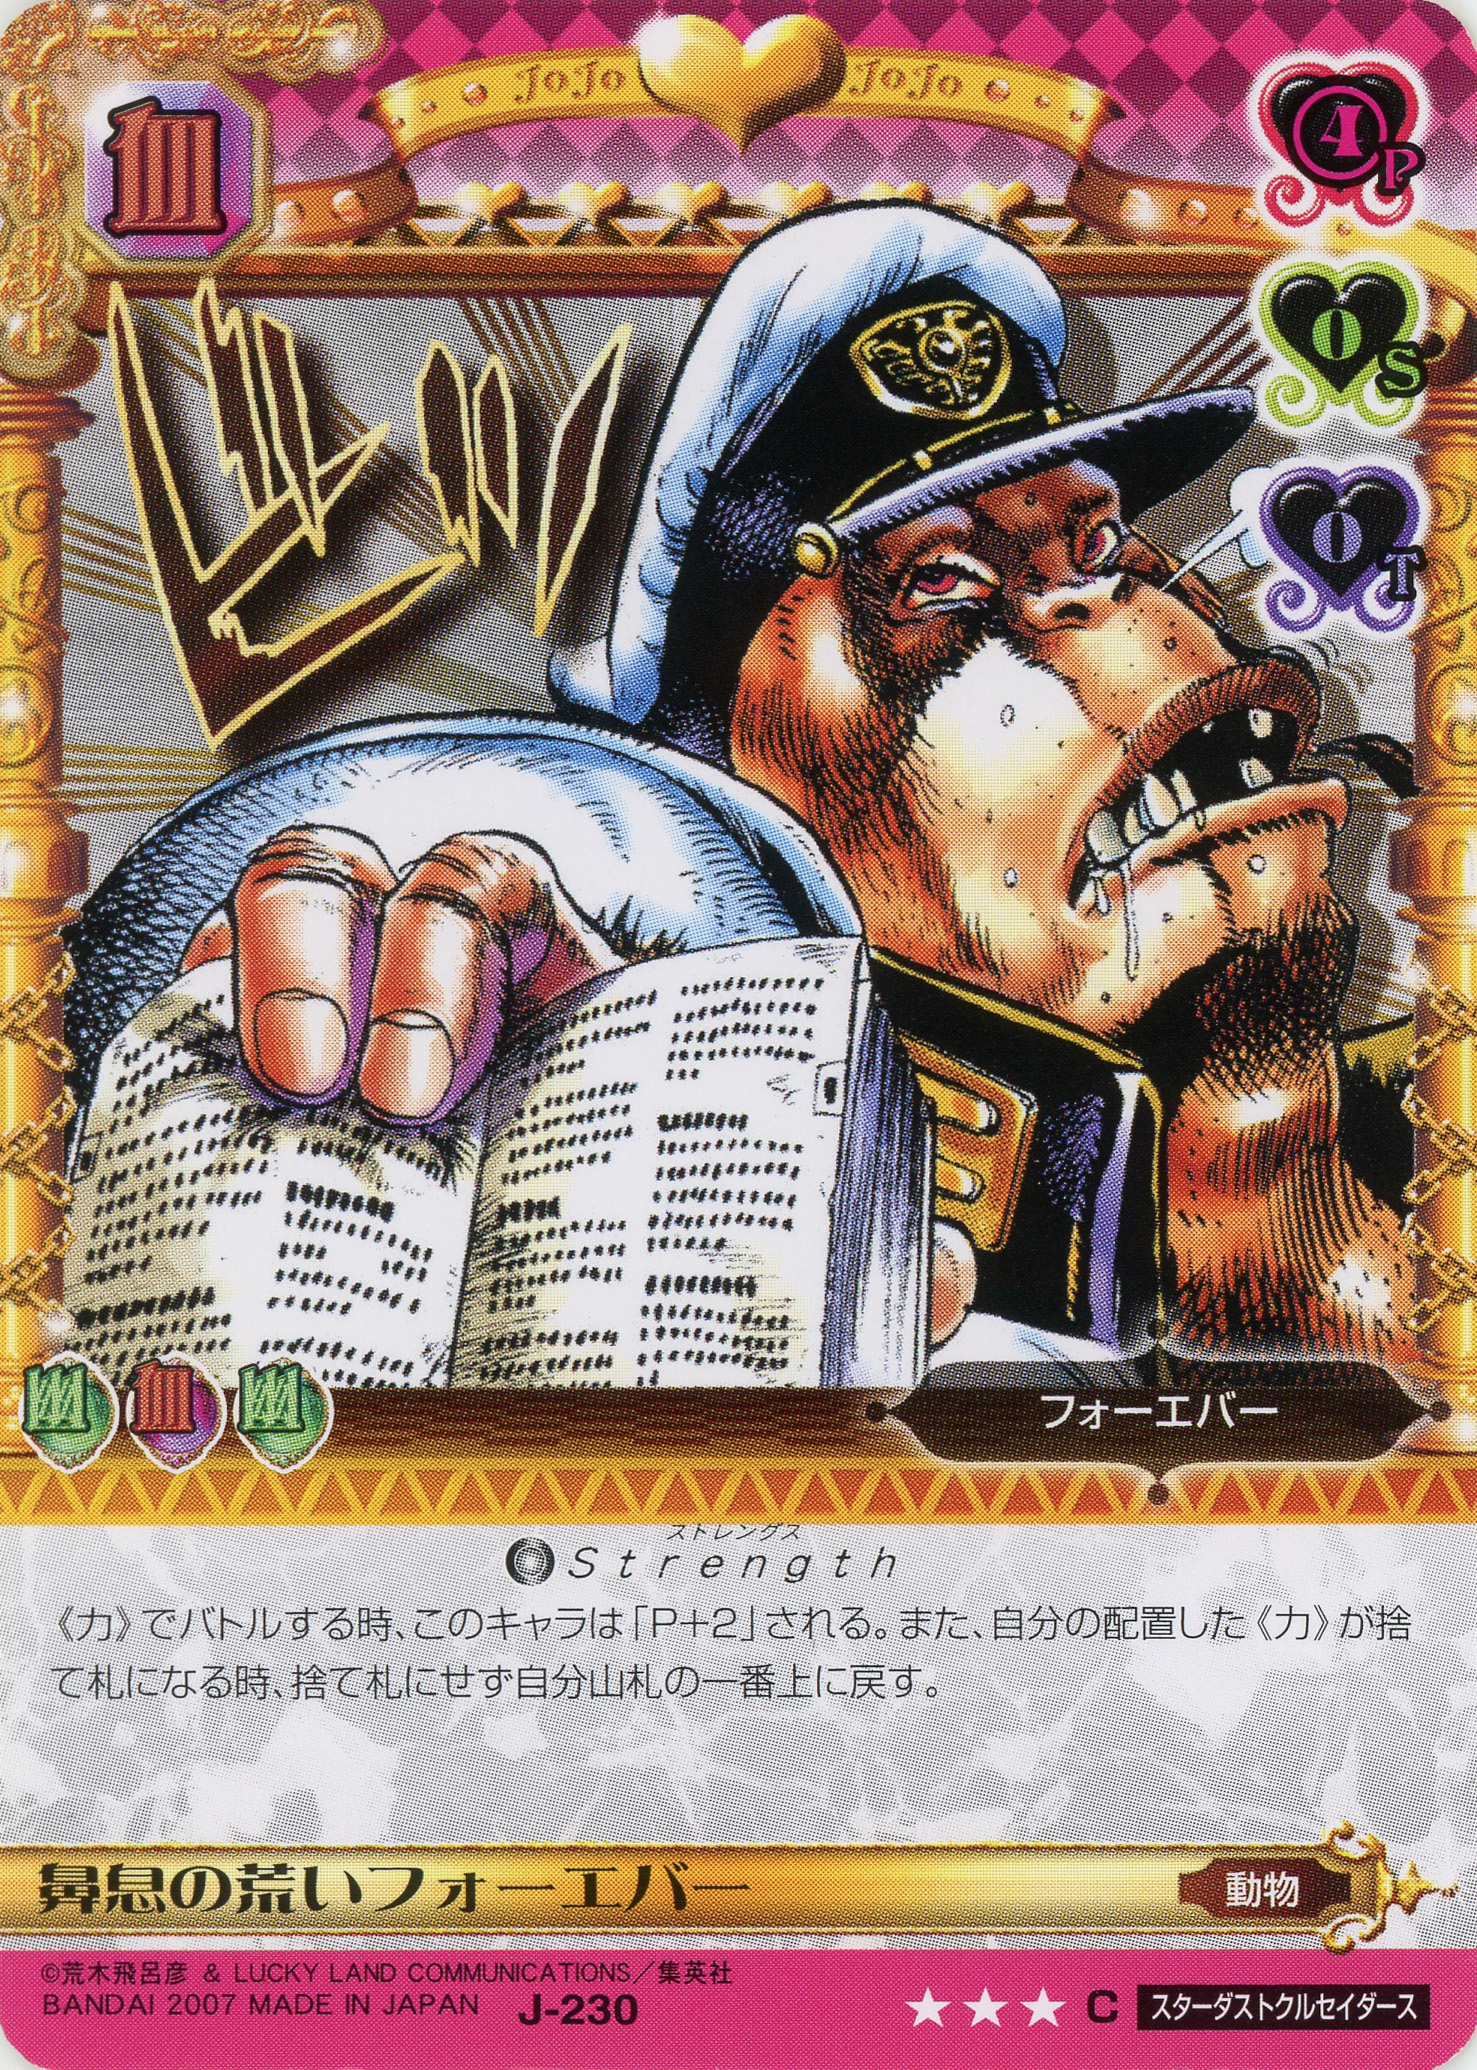 JoJo JoJo
皿
4P
0S
0T
フォーエバー
ストレングス
Strength
《力》でバトルする時、このキャラは「P+2」される。また、自分の配置した《力》が捨
て札になる時、捨て札にせず自分山札の一番上に戻す。
鼻息の荒いフォーエバー
動物
©荒木飛呂彦 & LUCKY LAND COMMUNICATIONS/集英社
BANDAI 2007 MADE IN JAPAN
J-230
★★★ C
スターダストクルセイダース